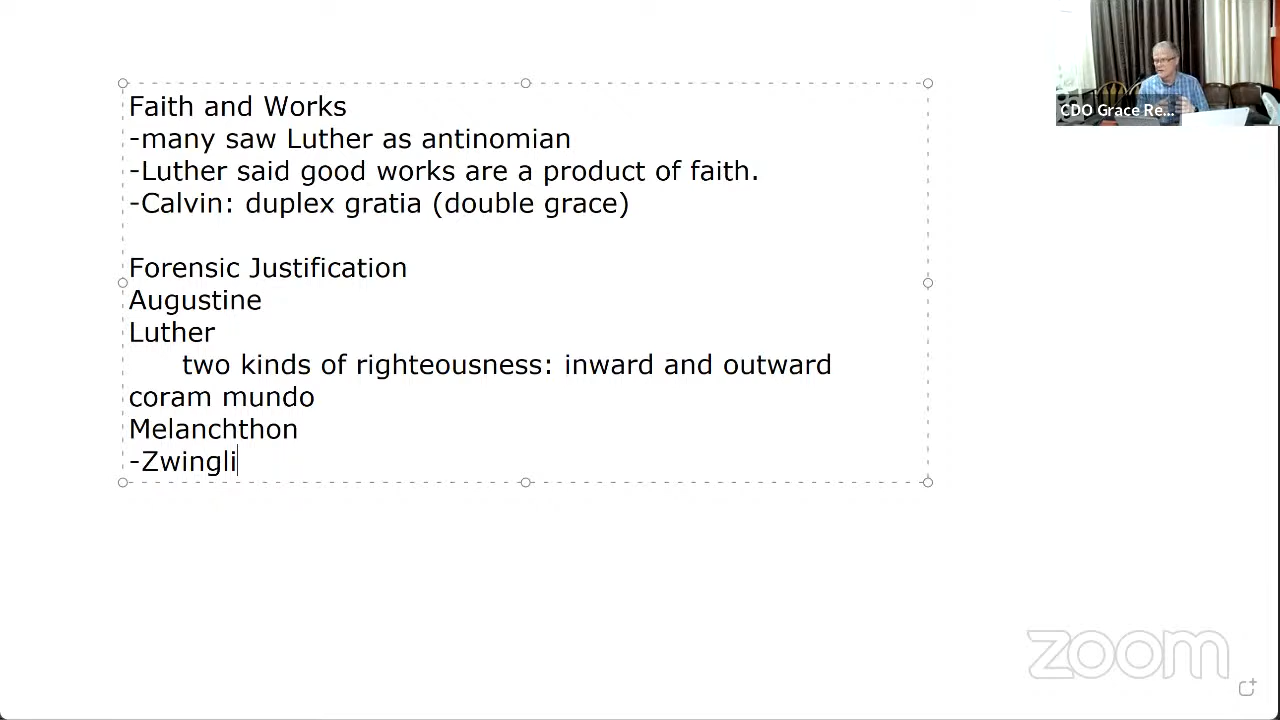 Faith and Works
-many saw Luther as antinomian
-Luther said good works are a product of faith.
-Calvin: duplex gratia (double grace)
Forensic Justification
Augustine
Luther
two kinds of righteousness: inward and outward
coram mundo
Melanchthon
-Zwingli
CDO Grace Re...
zoom